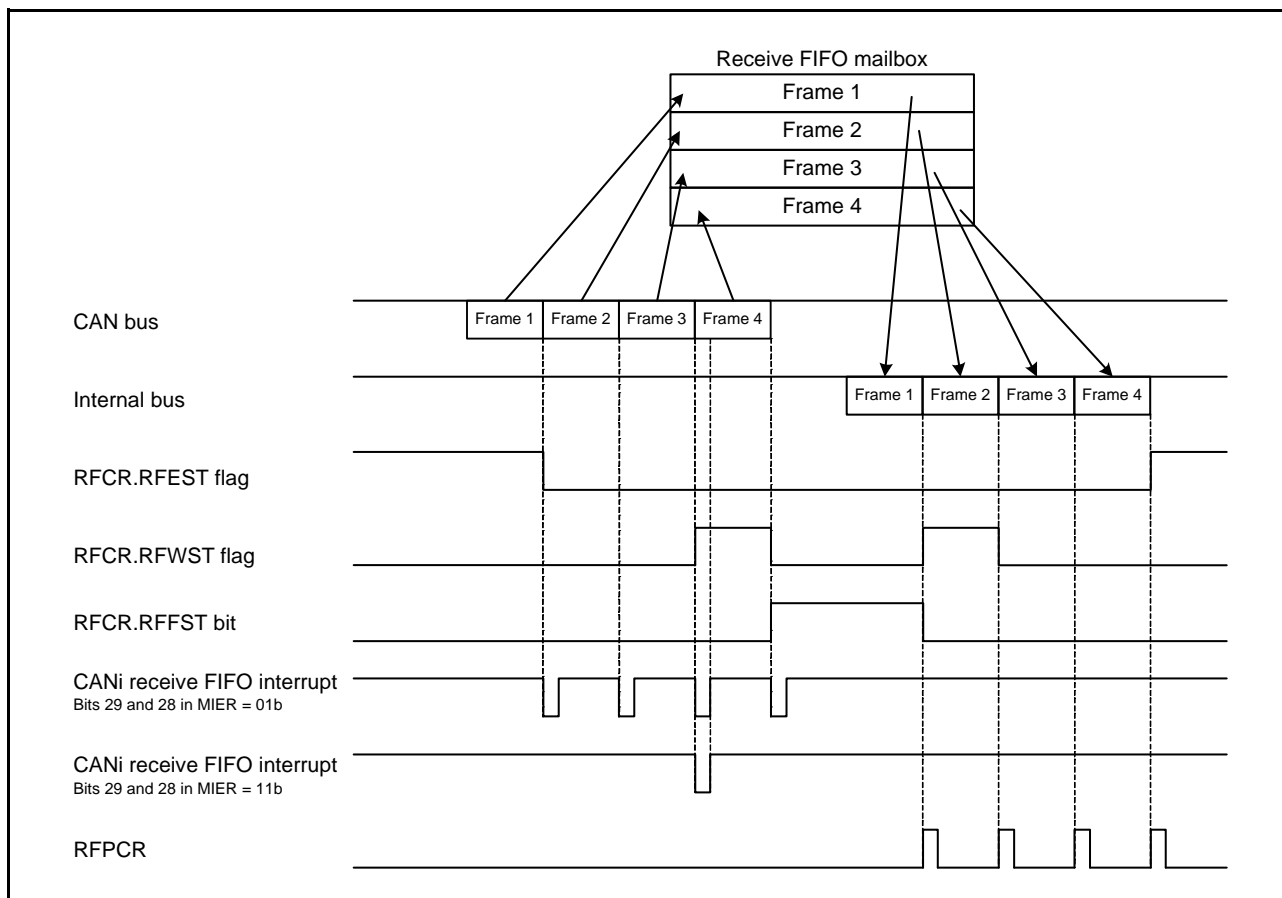 Receive FIFO mailbox
Frame 1
Frame 2
Frame 3
Frame 4
CAN bus
Frame 1 Frame 2 Frame 3 Frame 4
Internal bus
Frame 1 Frame 2 Frame 3 Frame 4
RFCR.RFEST flag
RFCR.RFWST flag
RFCR.RFFST bit
CANi receive FIFO interrupt
Bits 29 and 28 in MIER = 01b
CANi receive FIFO interrupt
Bits 29 and 28 in MIER = 11b
RFPCR